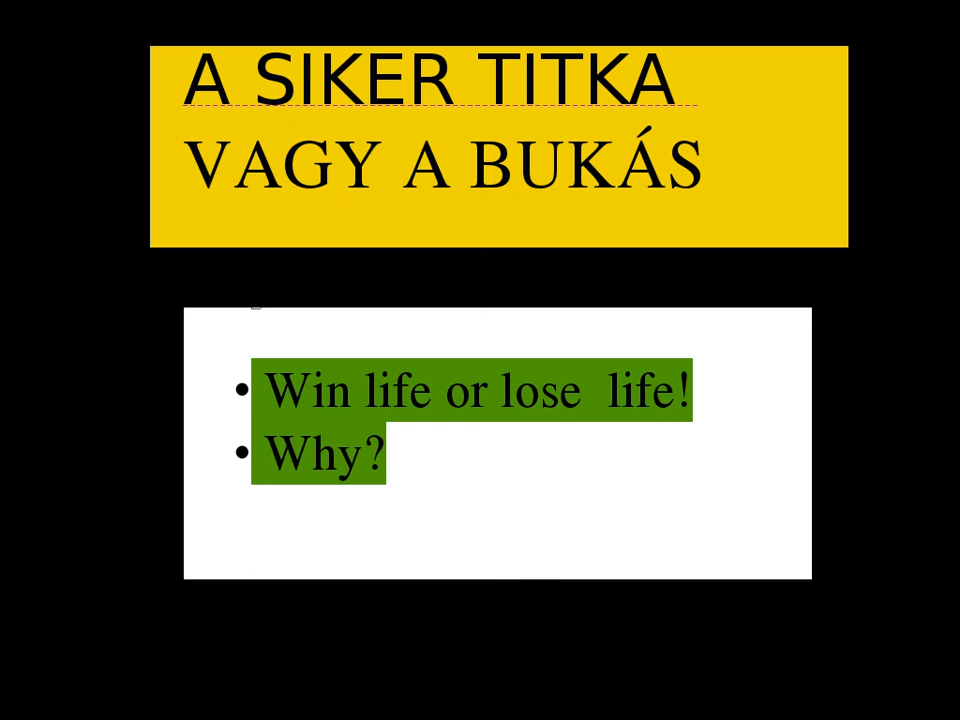 A SIKER TITKA
VAGY A BUKÁS
• Win life or lose  life!
• Why?